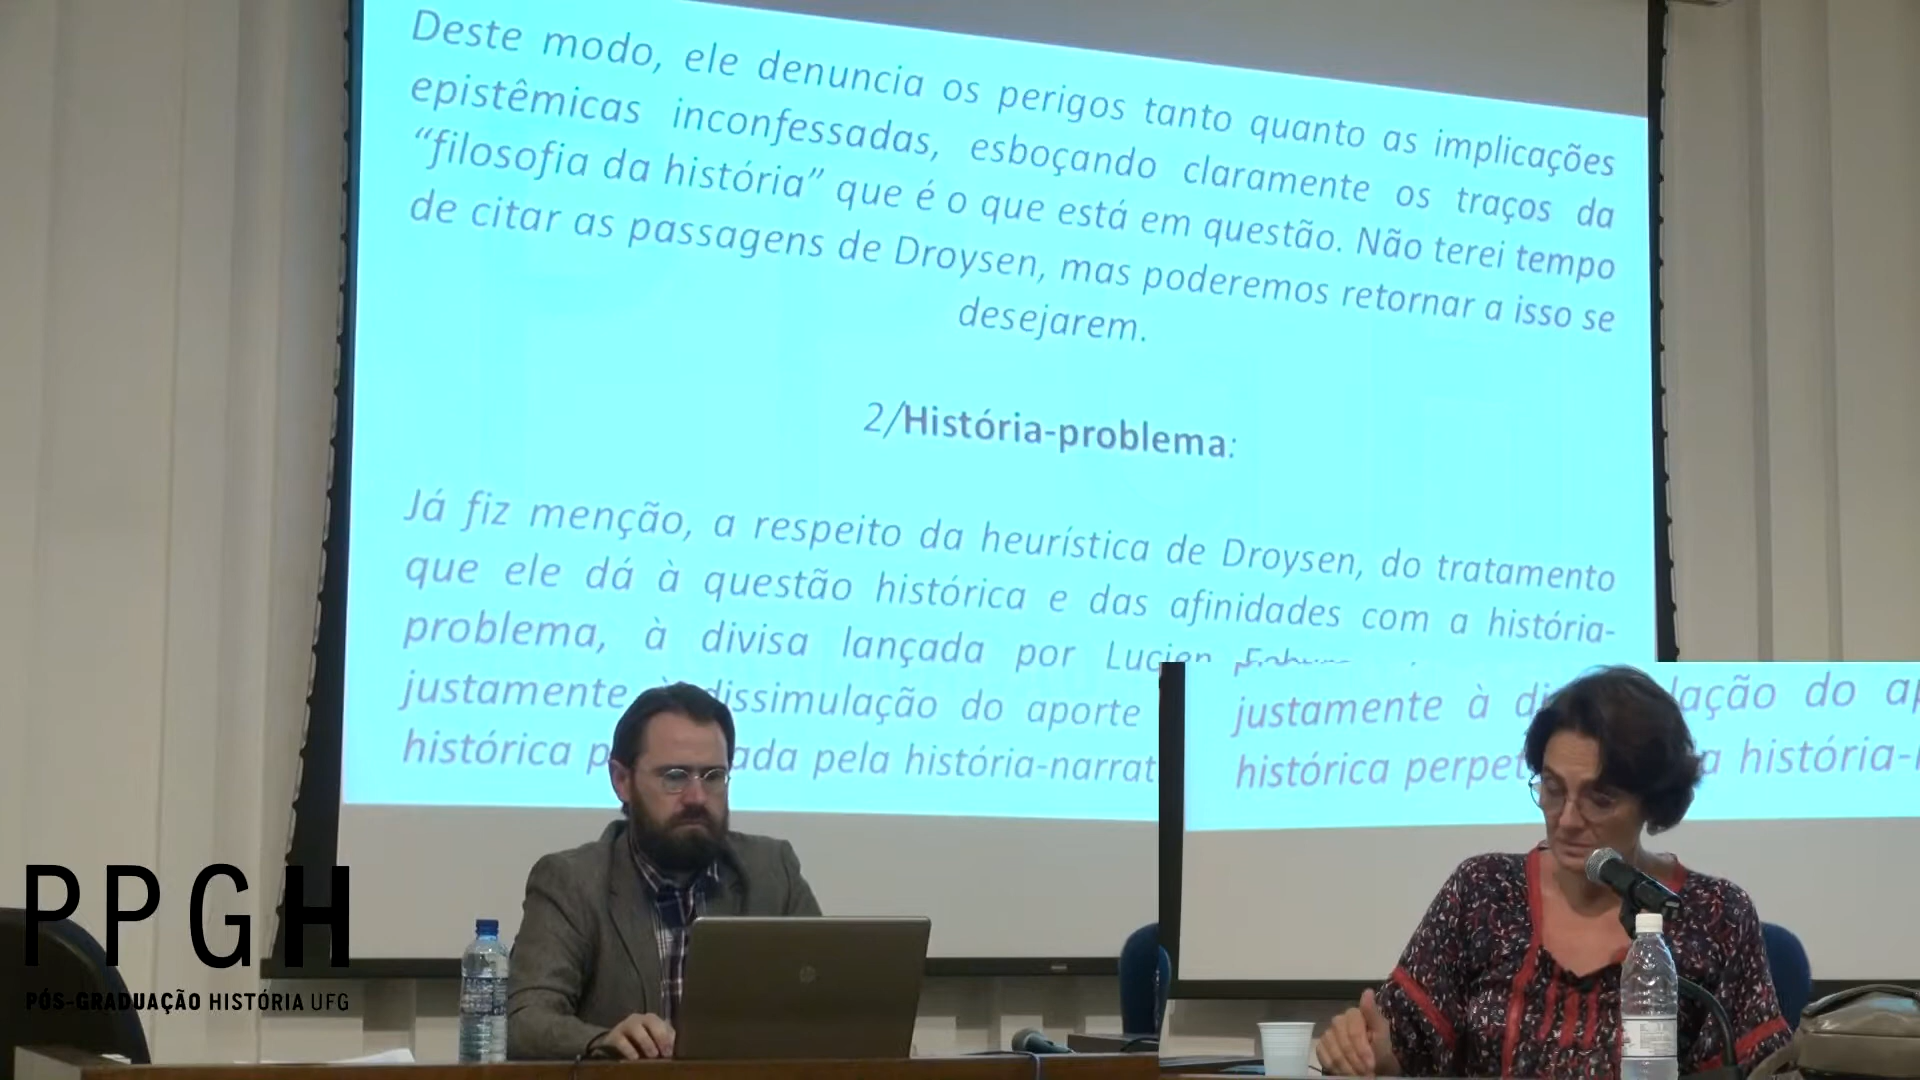 Deste modo, ele denuncia os perigos tanto quanto as implicações
epistêmicas inconfessadas, esboçando claramente os traços da
“filosofia da história” que é o que está em questão. Não terei tempo
de citar as passagens de Droysen, mas poderemos retornar a isso se
desejarem.
2/História-problema:
Já fiz menção, a respeito da heurística de Droysen, do tratamento
que ele dá à questão histórica e das afinidades com a história-
problema, à divisa lançada por Lucien
justamente à dissimulação do aporte
histórica pela história-narrat
justamente à do
histórica a história-
PPGH
PÓS-GRADUAÇÃO HISTÓRIA UFG
hp